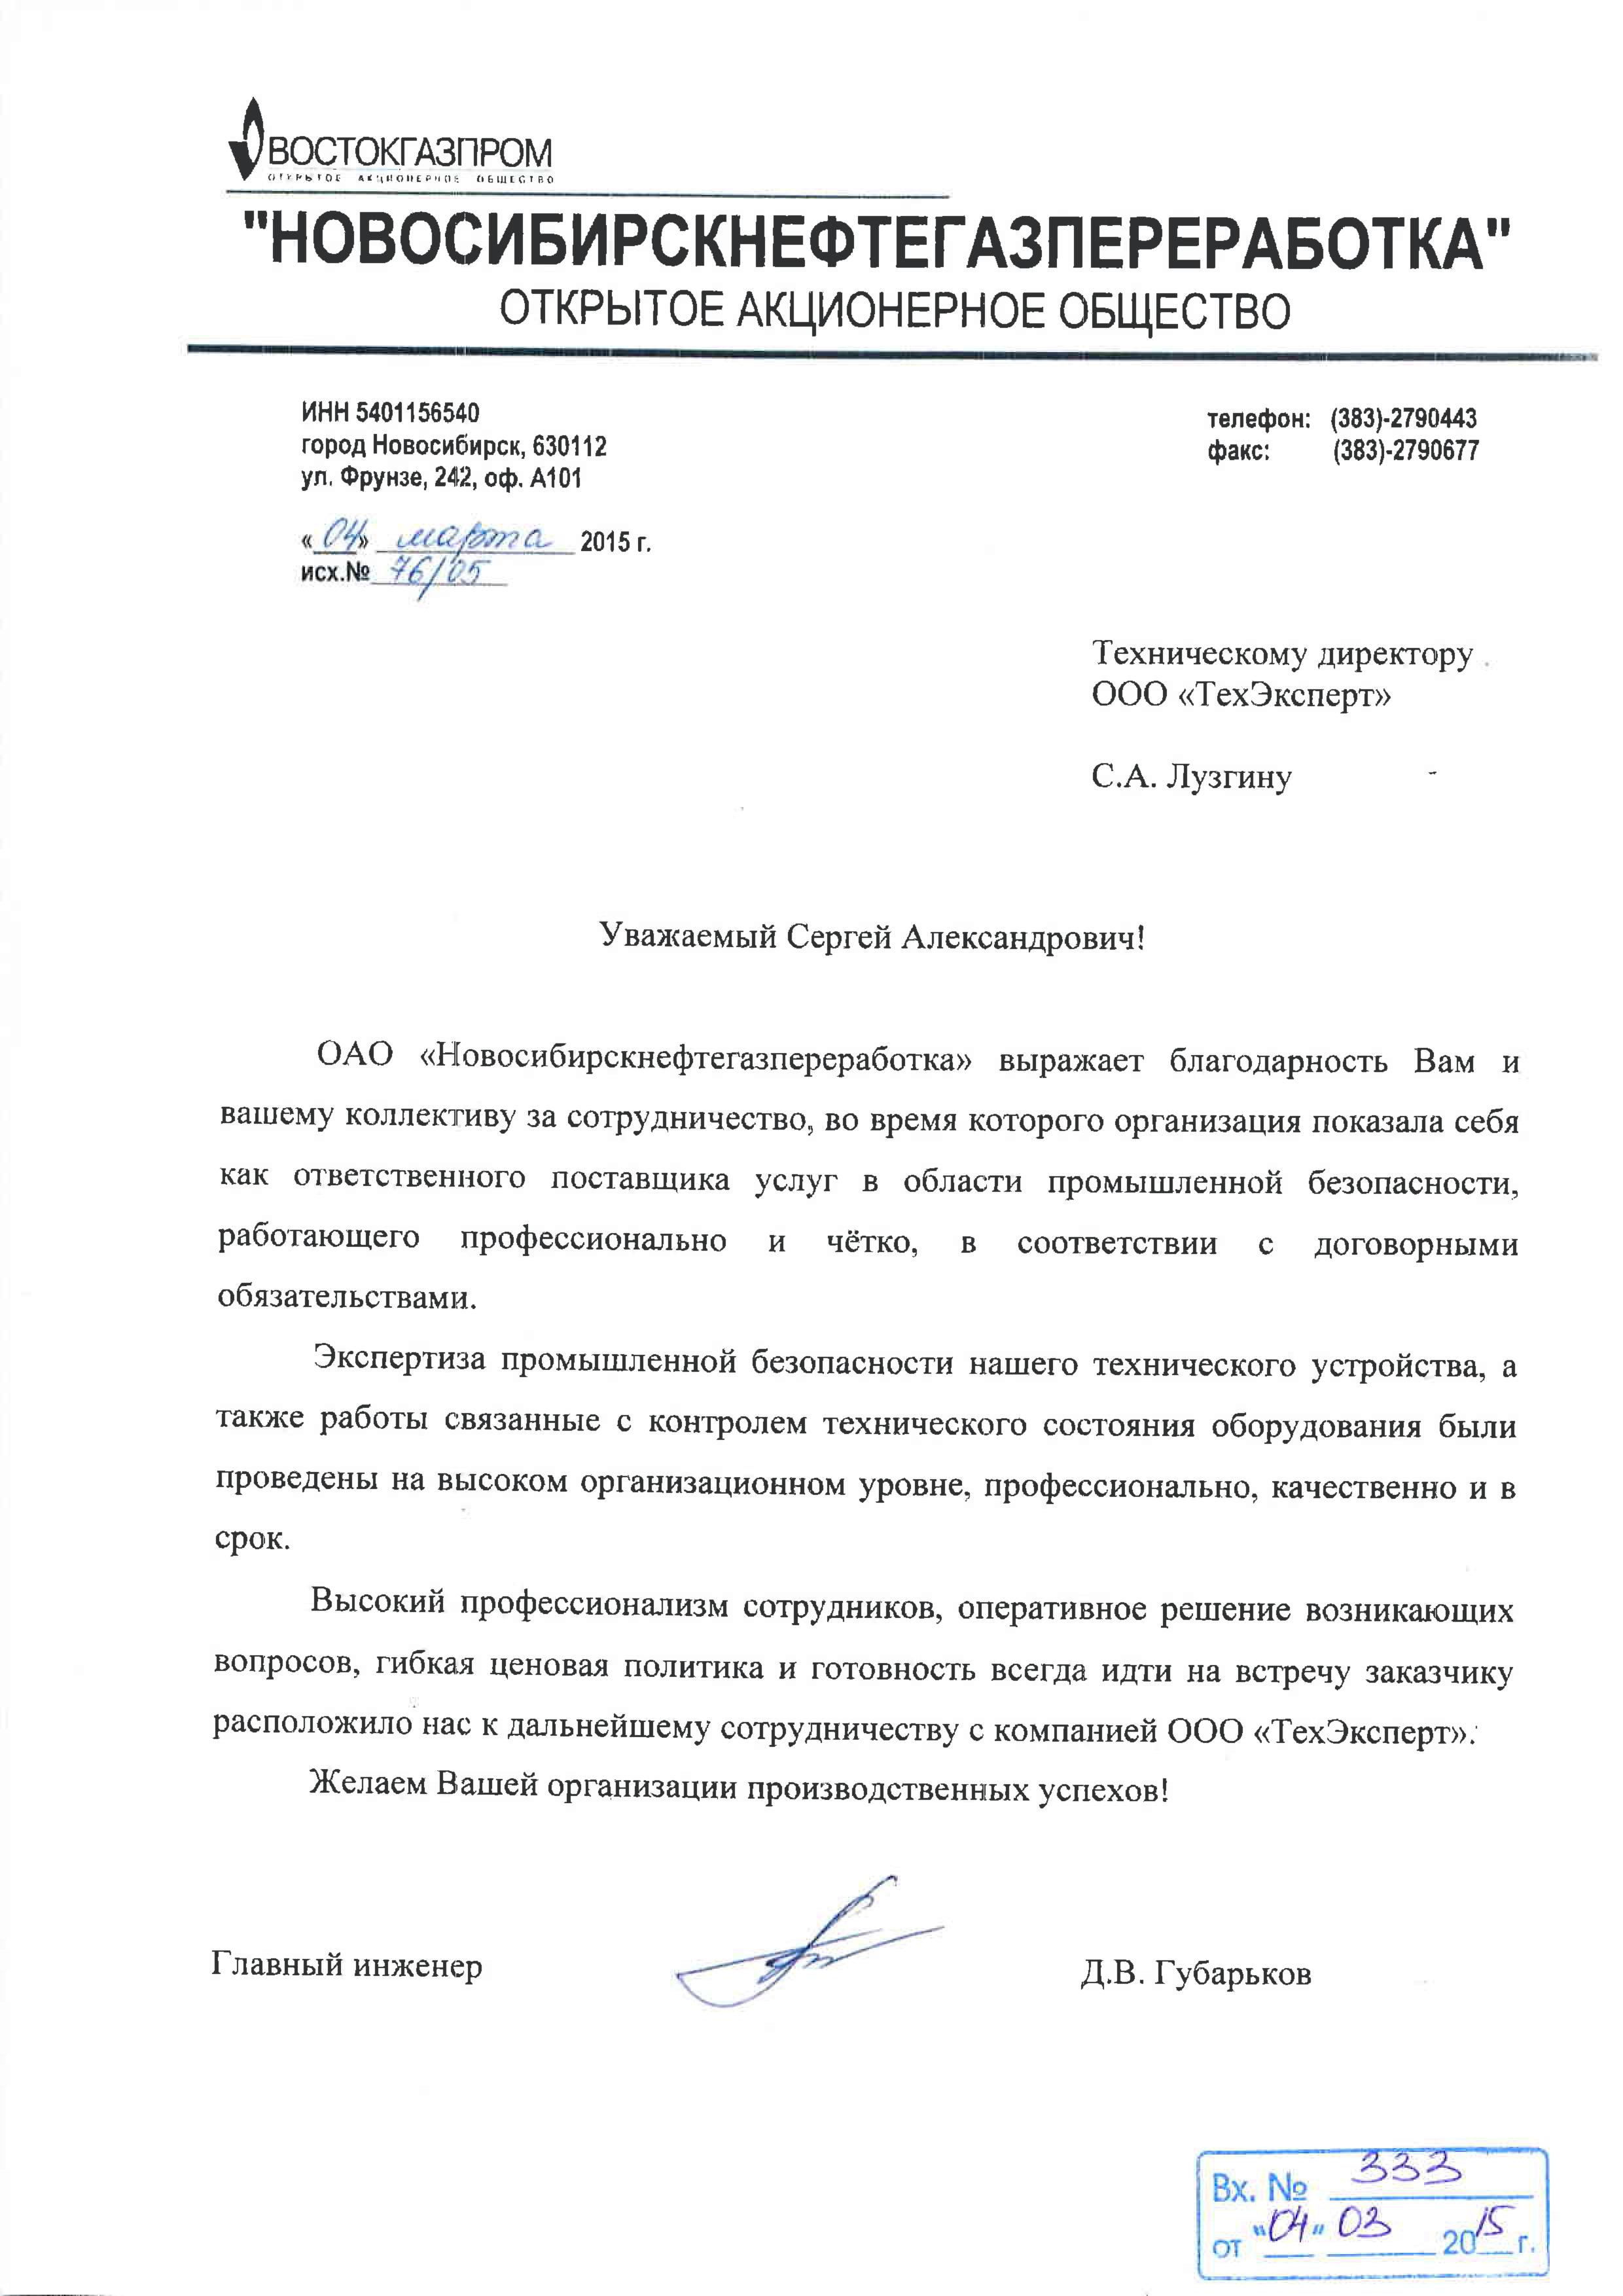 ВОСТОКГАЗПРОМ
ОТКРЫТОЕ АКЦИОНЕРНОЕ ОБЩЕСТВО
"НОВОСИБИРСКНЕФТЕГАЗПЕРЕРАБОТКА"
ОТКРЫТОЕ АКЦИОНЕРНОЕ ОБЩЕСТВО
ИНН 5401156540
город Новосибирск, 630112
ул. Фрунзе, 242, оф. А101
телефон: (383)-2790443
факс: (383)-2790677
«04» марта 2015 г.
исх.№ 76/05
Техническому директору
ООО «ТехЭксперт»
С.А. Лузгину
Уважаемый Сергей Александрович!
ОАО «Новосибирскнефтегазпереработка» выражает благодарность Вам и
вашему коллективу за сотрудничество, во время которого организация показала себя
как ответственного поставщика услуг в области промышленной безопасности,
работающего профессионально и чётко, в соответствии с договорными
обязательствами.
Экспертиза промышленной безопасности нашего технического устройства, а
также работы связанные с контролем технического состояния оборудования были
проведены на высоком организационном уровне, профессионально, качественно и в
срок.
Высокий профессионализм сотрудников, оперативное решение возникающих
вопросов, гибкая ценовая политика и готовность всегда идти на встречу заказчику
расположило нас к дальнейшему сотрудничеству с компанией ООО «ТехЭксперт».
Желаем Вашей организации производственных успехов!
Главный инженер
Д.В. Губарьков
Вх. № 333
от "04" 03 2015 г.